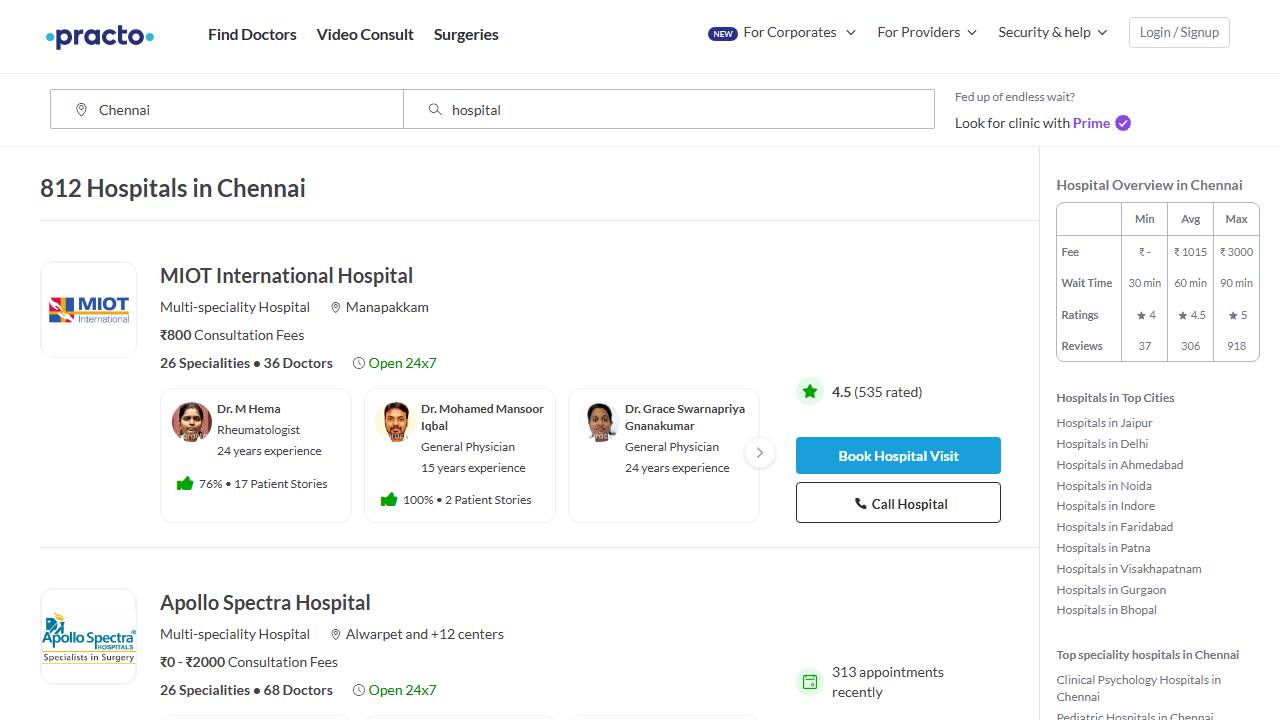 practo
Find Doctors
Video Consult
Surgeries
NEW For Corporates
For Providers
Security & help
Login / Signup
Chennai
hospital
Fed up of endless wait?
Look for clinic with Prime
812 Hospitals in Chennai
MIOT
International
MIOT International Hospital
Multi-speciality Hospital
Manapakkam
₹800 Consultation Fees
26 Specialities • 36 Doctors
Open 24x7
Dr. M Hema
Rheumatologist
24 years experience
76% • 17 Patient Stories
Dr. Mohamed Mansoor
Iqbal
General Physician
15 years experience
100% • 2 Patient Stories
Dr. Grace Swarnapriya
Gnanakumar
General Physician
24 years experience
4.5 (535 rated)
Book Hospital Visit
Call Hospital
Apollo Spectra
HOSPITALS
Specialists in Surgery
Apollo Spectra Hospital
Multi-speciality Hospital
Alwarpet and +12 centers
₹0 - ₹2000 Consultation Fees
26 Specialities • 68 Doctors
Open 24x7
313 appointments
recently
Hospital Overview in Chennai
Min Avg Max
Fee ₹ - ₹ 1015 ₹ 3000
Wait Time 30 min 60 min 90 min
Ratings ★ 4 ★ 4.5 ★ 5
Reviews 37 306 918
Hospitals in Top Cities
Hospitals in Jaipur
Hospitals in Delhi
Hospitals in Ahmedabad
Hospitals in Noida
Hospitals in Indore
Hospitals in Faridabad
Hospitals in Patna
Hospitals in Visakhapatnam
Hospitals in Gurgaon
Hospitals in Bhopal
Top speciality hospitals in Chennai
Clinical Psychology Hospitals in
Chennai
Pediatric Hospitals in Chennai